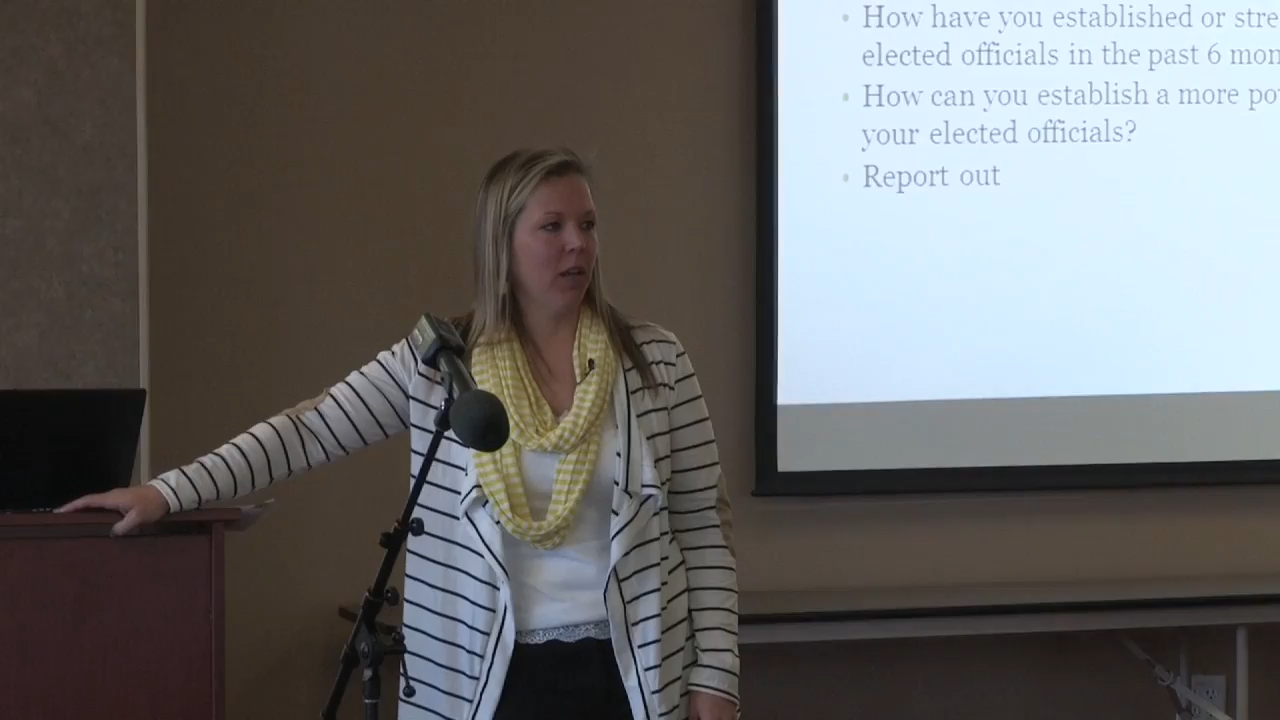 • How have you established or stre
elected officials in the past 6 mon
• How can you establish a more po
your elected officials?
• Report out